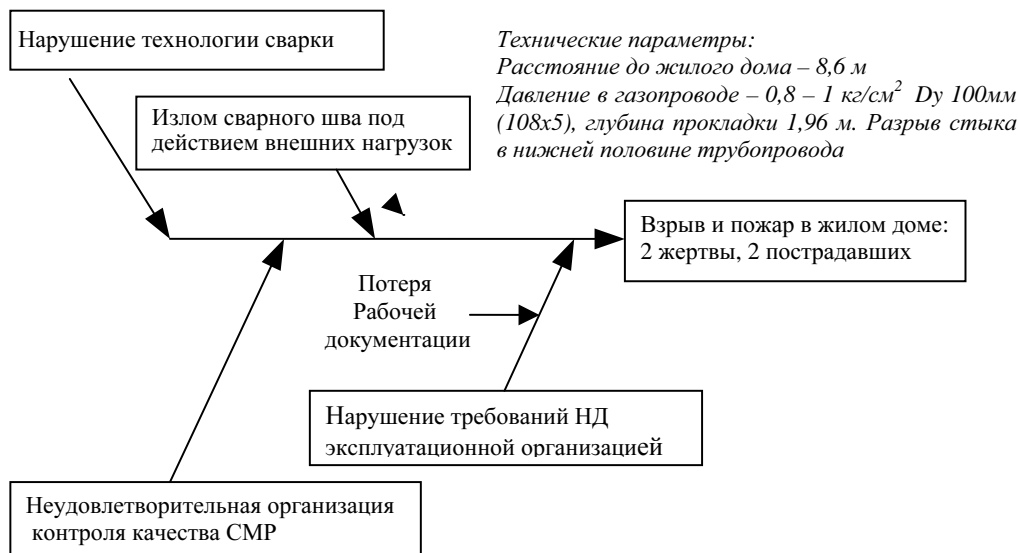 Нарушение технологии сварки
Технические параметры:
Расстояние до жилого дома – 8,6 м
Давление в газопроводе – 0,8 – 1 кг/см² Dу 100мм
(108х5), глубина прокладки 1,96 м. Разрыв стыка
в нижней половине трубопровода
Излом сварного шва под
действием внешних нагрузок
Взрыв и пожар в жилом доме:
2 жертвы, 2 пострадавших
Потеря
Рабочей
документации
Нарушение требований НД
эксплуатационной организацией
Неудовлетворительная организация
контроля качества СМР